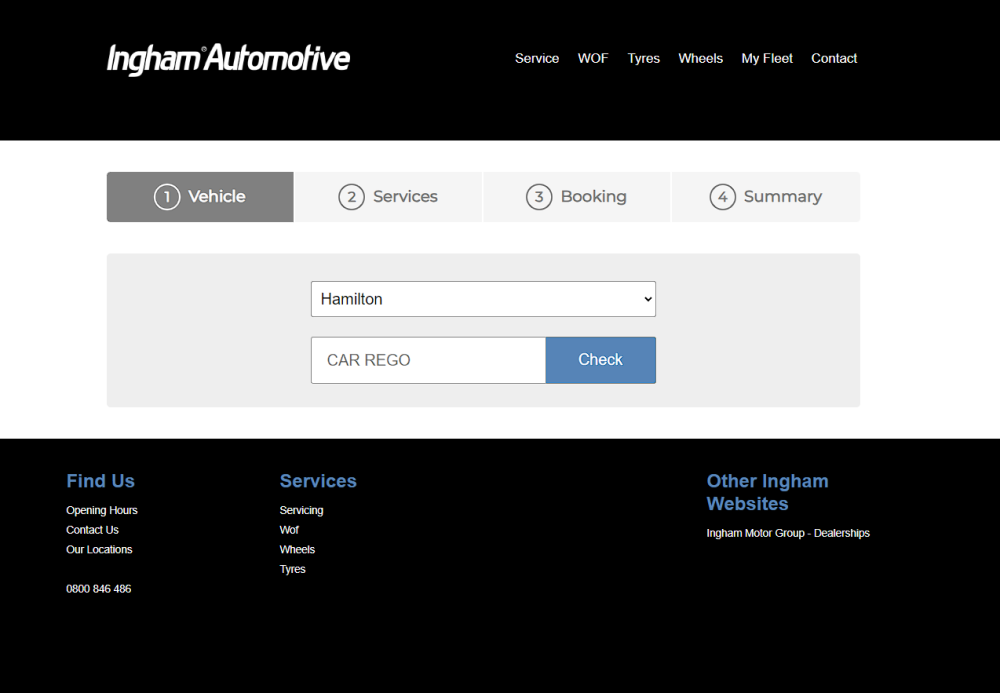 Ingham® Automotive
Service WOF Tyres Wheels My Fleet Contact
1 Vehicle
2 Services
3 Booking
4 Summary
Hamilton
CAR REGO
Check
Find Us
Opening Hours
Contact Us
Our Locations
0800 846 486
Services
Servicing
Wof
Wheels
Tyres
Other Ingham
Websites
Ingham Motor Group - Dealerships